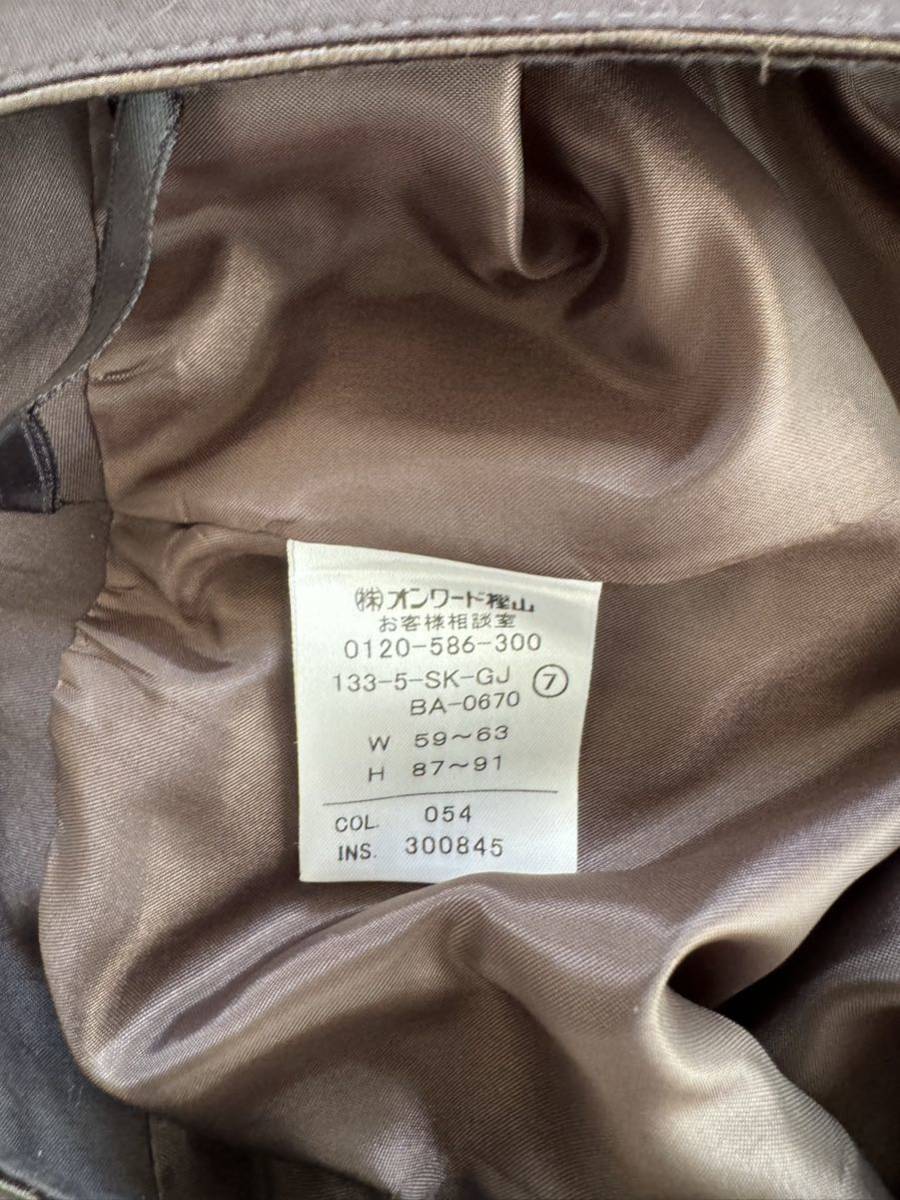 ㈱オンワード樫山
お客様相談室
0120-586-300
133-5-SK-GJ ⑦
BA-0670
W 59～63
H 87～91
COL. 054
INS. 300845